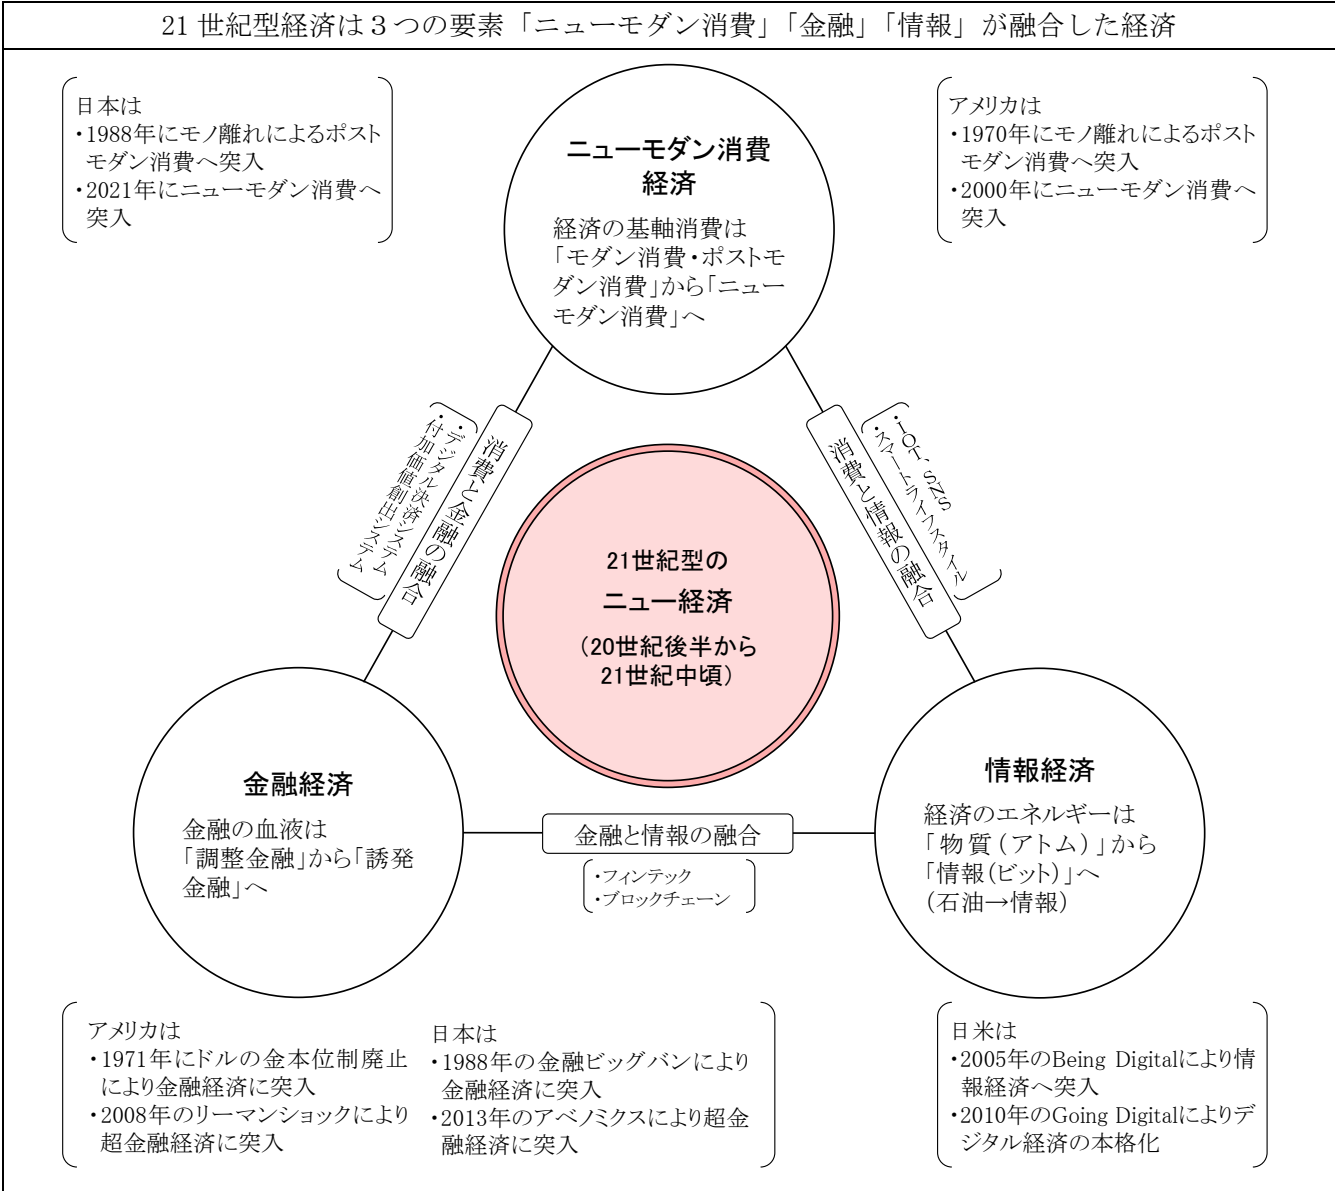 21 世紀型経済は３つの要素「ニューモダン消費」「金融」「情報」が融合した経済
日本は
・1988年にモノ離れによるポスト
モダン消費へ突入
・2021年にニューモダン消費へ
突入
アメリカは
・1970年にモノ離れによるポスト
モダン消費へ突入
・2000年にニューモダン消費へ
突入
ニューモダン消費
経済
経済の基軸消費は
「モダン消費・ポストモ
ダン消費」から「ニュー
モダン消費」へ
消費と金融の融合
・デジタル決済システム
・付加価値創出システム
・IOT、SNS
・スマートライフスタイル
消費と情報の融合
21世紀型の
ニュー経済
（20世紀後半から
21世紀中頃）
金融経済
金融の血液は
「調整金融」から「誘発
金融」へ
金融と情報の融合
・フィンテック
・ブロックチェーン
情報経済
経済のエネルギーは
「物質（アトム）」から
「情報（ビット）」へ
（石油→情報）
アメリカは
・1971年にドルの金本位制廃止
により金融経済に突入
・2008年のリーマンショックにより
超金融経済に突入
日本は
・1988年の金融ビッグバンにより
金融経済に突入
・2013年のアベノミクスにより超金
融経済に突入
日米は
・2005年のBeing Digitalにより情
報経済へ突入
・2010年のGoing Digitalによりデ
ジタル経済の本格化